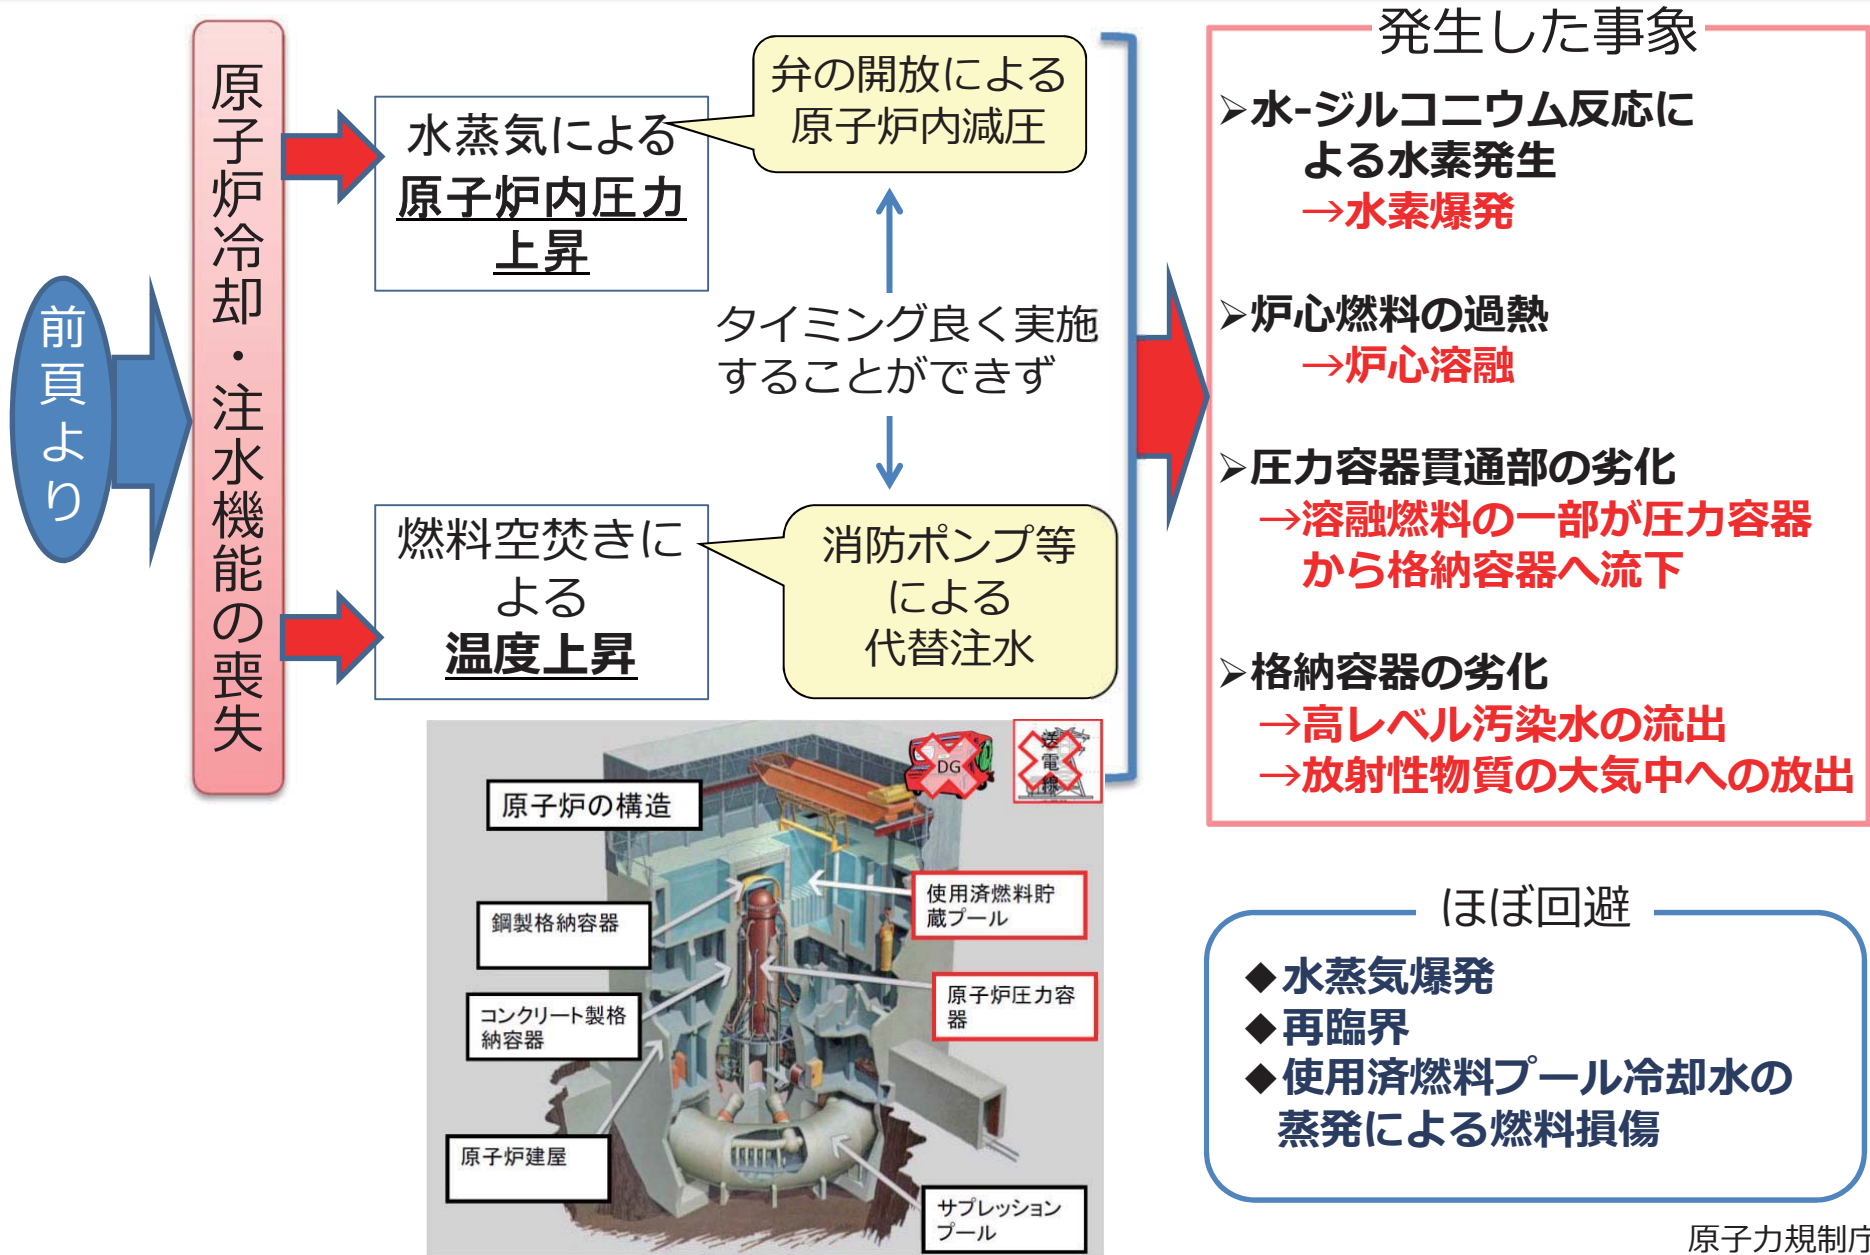 前頁より
原子炉冷却・注水機能の喪失
水蒸気による
原子炉内圧力
上昇
弁の開放による
原子炉内減圧
タイミング良く実施
することができず
燃料空焚きに
よる
温度上昇
消防ポンプ等
による
代替注水
発生した事象
➢水-ジルコニウム反応に
よる水素発生
→水素爆発
➢炉心燃料の過熱
→炉心溶融
➢圧力容器貫通部の劣化
→溶融燃料の一部が圧力容器
から格納容器へ流下
➢格納容器の劣化
→高レベル汚染水の流出
→放射性物質の大気中への放出
DG
送
電
線
原子炉の構造
鋼製格納容器
コンクリート製格
納容器
原子炉建屋
使用済燃料貯
蔵プール
原子炉圧力容
器
サプレッション
プール
ほぼ回避
◆水蒸気爆発
◆再臨界
◆使用済燃料プール冷却水の
蒸発による燃料損傷
原子力規制庁